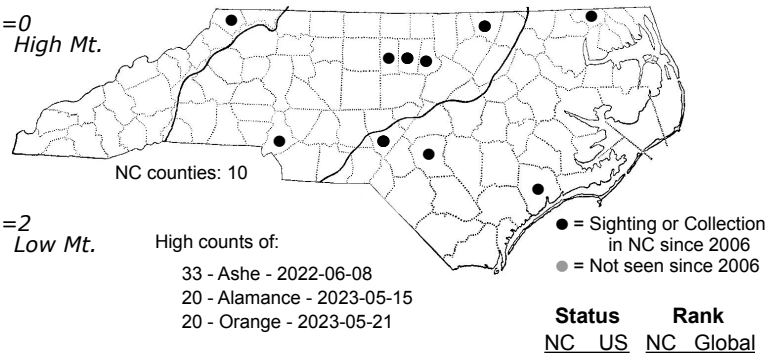 =0
High Mt.
NC counties: 10
=2
Low Mt.
High counts of:
33 - Ashe - 2022-06-08
20 - Alamance - 2023-05-15
20 - Orange - 2023-05-21
= Sighting or Collection
in NC since 2006
= Not seen since 2006
Status Rank
NC US NC Global